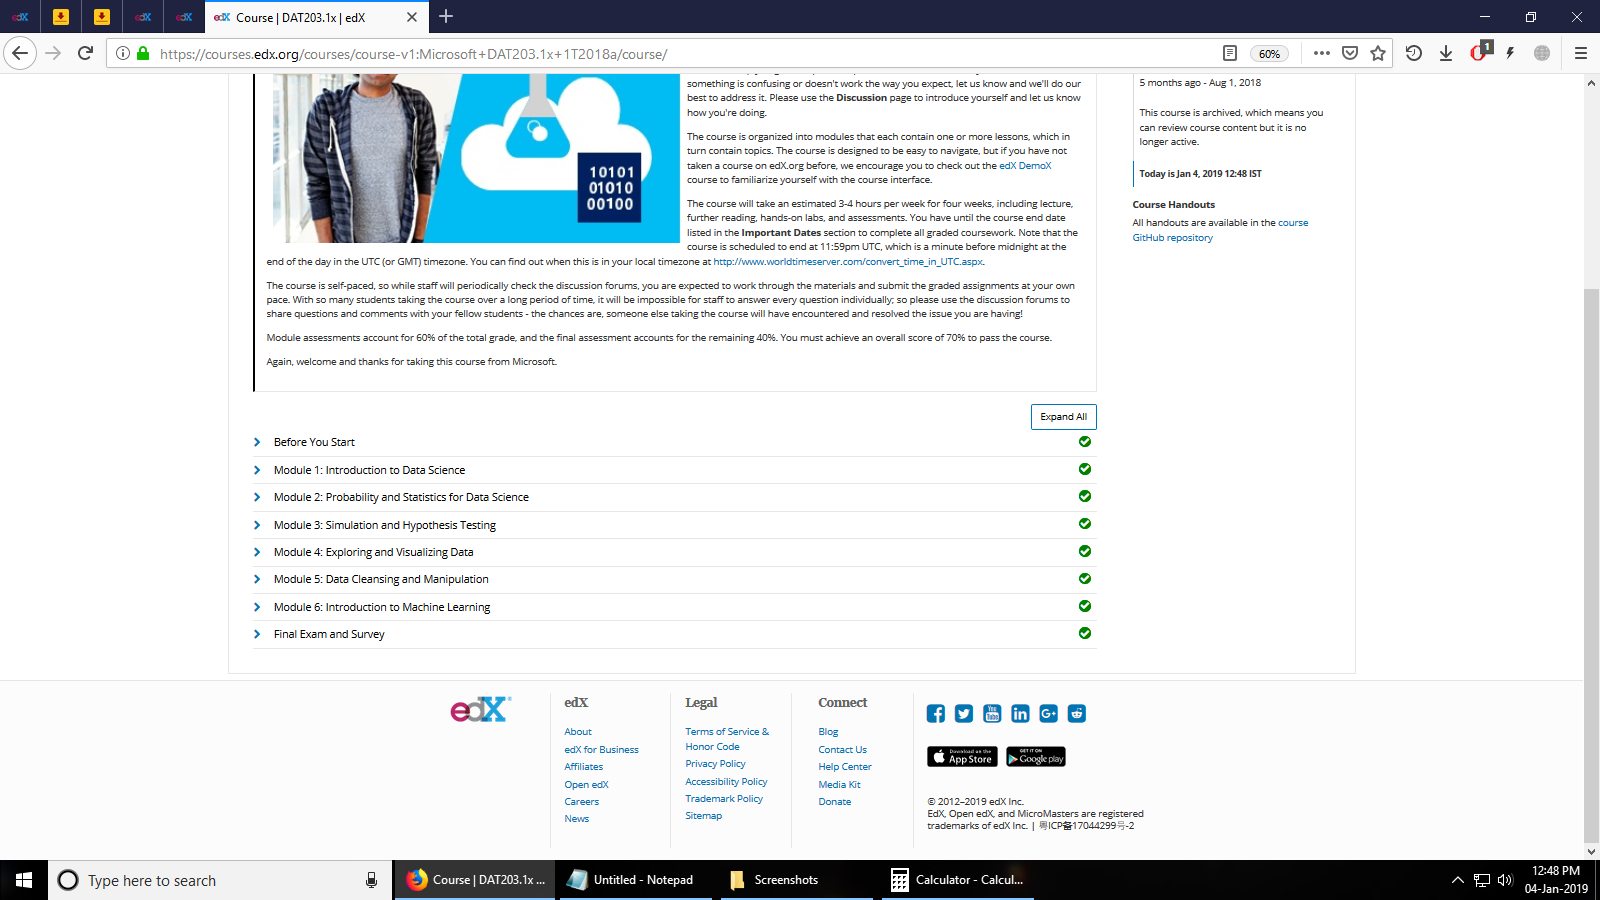 edX
edX
edX
edX Course | DAT203.1x | edX
https://courses.edx.org/courses/course-v1:Microsoft+DAT203.1x+1T2018a/course/
60%
1
something is confusing or doesn't work the way you expect, let us know and we'll do our
best to address it. Please use the Discussion page to introduce yourself and let us know
how you're doing.
The course is organized into modules that each contain one or more lessons, which in
turn contain topics. The course is designed to be easy to navigate, but if you have not
taken a course on edX.org before, we encourage you to check out the edX DemoX
course to familiarize yourself with the course interface.
The course will take an estimated 3-4 hours per week for four weeks, including lecture,
further reading, hands-on labs, and assessments. You have until the course end date
listed in the Important Dates section to complete all graded coursework. Note that the
course is scheduled to end at 11:59pm UTC, which is a minute before midnight at the
end of the day in the UTC (or GMT) timezone. You can find out when this is in your local timezone at http://www.worldtimeserver.com/convert_time_in_UTC.aspx.
The course is self-paced, so while staff will periodically check the discussion forums, you are expected to work through the materials and submit the graded assignments at your own
pace. With so many students taking the course over a long period of time, it will be impossible for staff to answer every question individually; so please use the discussion forums to
share questions and comments with your fellow students - the chances are, someone else taking the course will have encountered and resolved the issue you are having!
Module assessments account for 60% of the total grade, and the final assessment accounts for the remaining 40%. You must achieve an overall score of 70% to pass the course.
Again, welcome and thanks for taking this course from Microsoft.
10101
01010
00100
5 months ago - Aug 1, 2018
This course is archived, which means you
can review course content but it is no
longer active.
Today is Jan 4, 2019 12:48 IST
Course Handouts
All handouts are available in the course
GitHub repository
Expand All
Before You Start
Module 1: Introduction to Data Science
Module 2: Probability and Statistics for Data Science
Module 3: Simulation and Hypothesis Testing
Module 4: Exploring and Visualizing Data
Module 5: Data Cleansing and Manipulation
Module 6: Introduction to Machine Learning
Final Exam and Survey
edX
edX
About
edX for Business
Affiliates
Open edX
Careers
News
Legal
Terms of Service &
Honor Code
Privacy Policy
Accessibility Policy
Trademark Policy
Sitemap
Connect
Blog
Contact Us
Help Center
Media Kit
Donate
You Tube
in
G+
Download on the App Store
GET IT ON Google play
© 2012–2019 edX Inc.
EdX, Open edX, and MicroMasters are registered
trademarks of edX Inc. | 粤ICP备17044299号-2
Type here to search
Course | DAT203.1x ...
Untitled - Notepad
Screenshots
Calculator - Calcul...
12:48 PM
04-Jan-2019